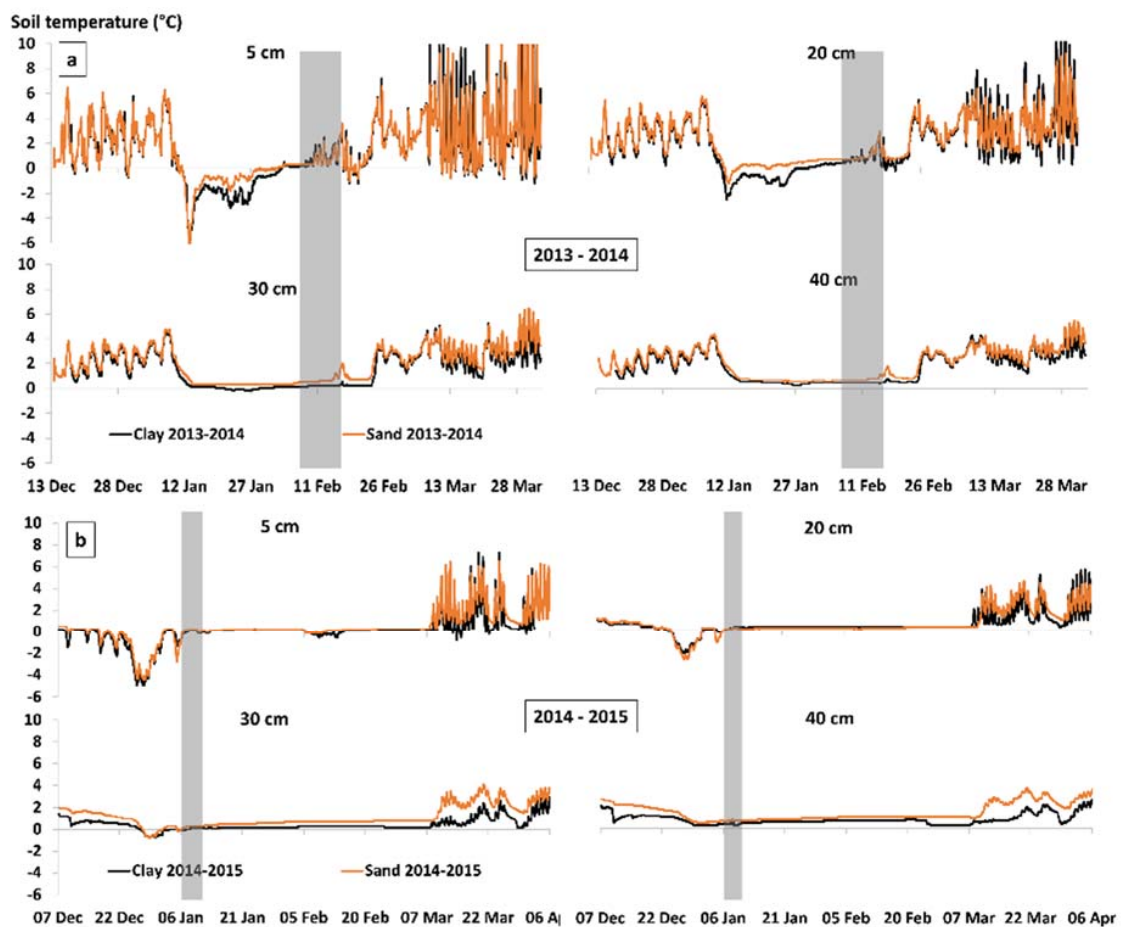 Soil temperature (°C)
a
5 cm
20 cm
10
8
6
4
2
0
-2
-4
-6
2013 - 2014
30 cm
40 cm
10
8
6
4
2
0
-2
-4
-6
Clay 2013-2014
Sand 2013-2014
13 Dec 28 Dec 12 Jan 27 Jan 11 Feb 26 Feb 13 Mar 28 Mar
13 Dec 28 Dec 12 Jan 27 Jan 11 Feb 26 Feb 13 Mar 28 Mar
b
5 cm
20 cm
10
8
6
4
2
0
-2
-4
-6
2014 - 2015
30 cm
40 cm
10
8
6
4
2
0
-2
-4
-6
Clay 2014-2015
Sand 2014-2015
07 Dec 22 Dec 06 Jan 21 Jan 05 Feb 20 Feb 07 Mar 22 Mar 06 Ap
07 Dec 22 Dec 06 Jan 21 Jan 05 Feb 20 Feb 07 Mar 22 Mar 06 Apr